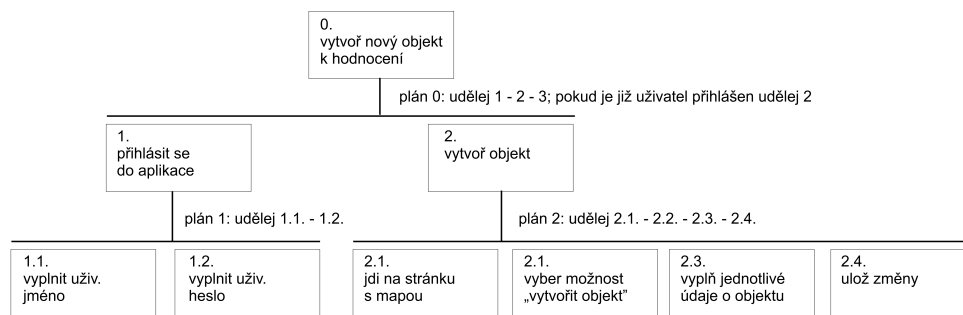 0.
vytvoř nový objekt
k hodnocení
plán 0: udělej 1 - 2 - 3; pokud je již uživatel přihlášen udělej 2
1.
přihlásit se
do aplikace
2.
vytvoř objekt
plán 1: udělej 1.1. - 1.2.
plán 2: udělej 2.1. - 2.2. - 2.3. - 2.4.
1.1.
vyplnit uživ.
jméno
1.2.
vyplnit uživ.
heslo
2.1.
jdi na stránku
s mapou
2.1.
vyber možnost
„vytvořit objekt”
2.3.
vyplň jednotlivé
údaje o objektu
2.4.
ulož změny